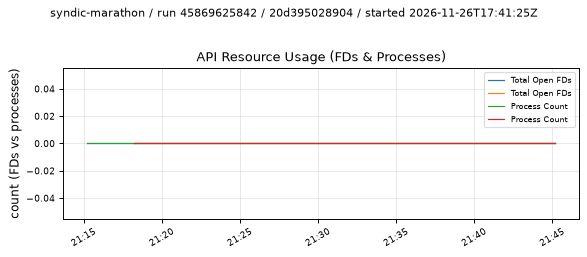 syndic-marathon / run 45869625842 / 20d395028904 / started 2026-11-26T17:41:25Z
API Resource Usage (FDs & Processes)
count (FDs vs processes)
0.04
0.02
0.00
−0.02
−0.04
Total Open FDs
Total Open FDs
Process Count
Process Count
21:15
21:20
21:25
21:30
21:35
21:40
21:45